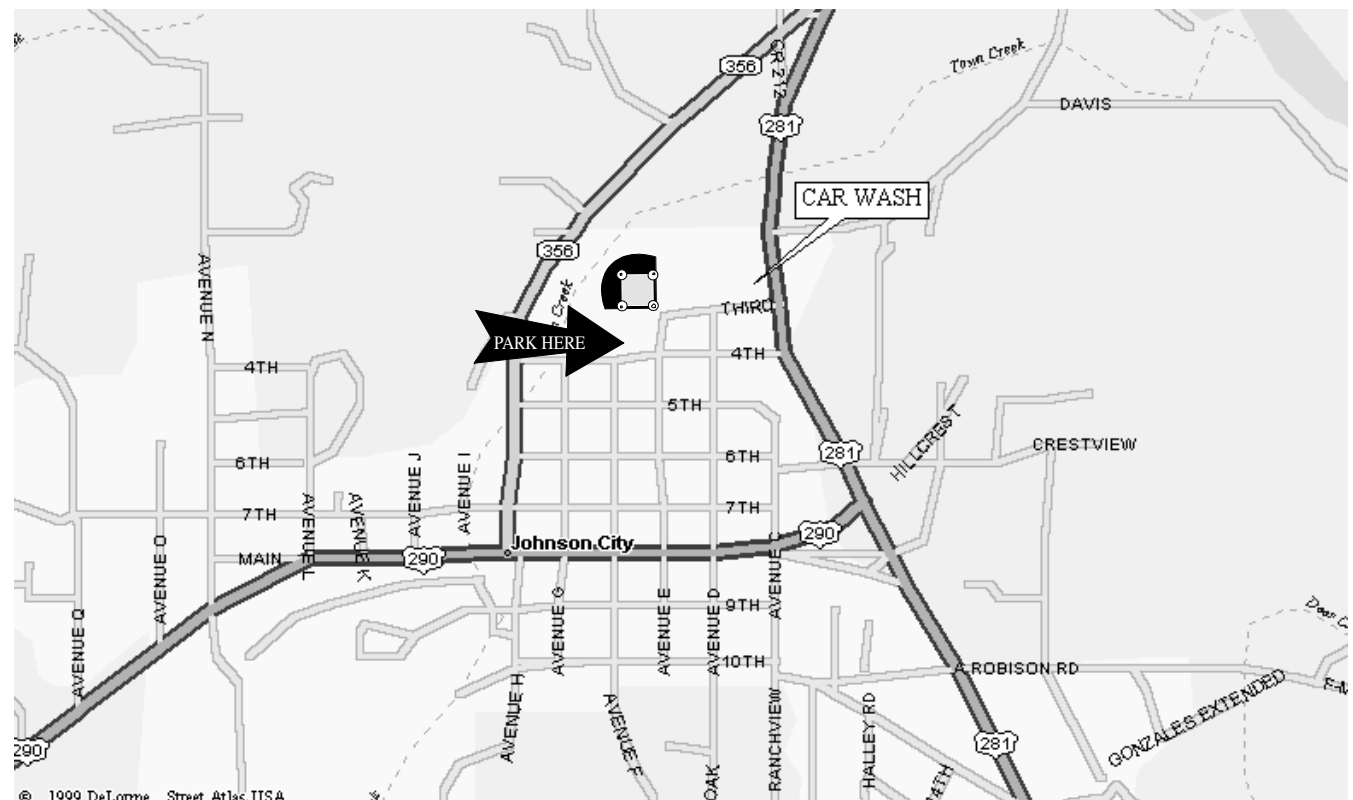 356
CR 212
Town Creek
DAVIS
281
CAR WASH
356
AVENUE N
Creek
THIRD
PARK HERE
4TH
4TH
5TH
HILLCREST
CRESTVIEW
281
6TH
6TH
AVENUE J
AVENUE I
7TH
7TH
AVENUE L
AVENUE K
Johnson City
290
MAIN
290
AVENUE O
AVENUE Q
AVENUE G
AVENUE E
AVENUE D
AVENUE
9TH
10TH
A ROBISON RD
AVENUE H
AVENUE F
RANCHVIEW
HALLEY RD
GONZALES EXTENDED
281
290
OAK
© 1999 DeLorme. Street Atlas USA